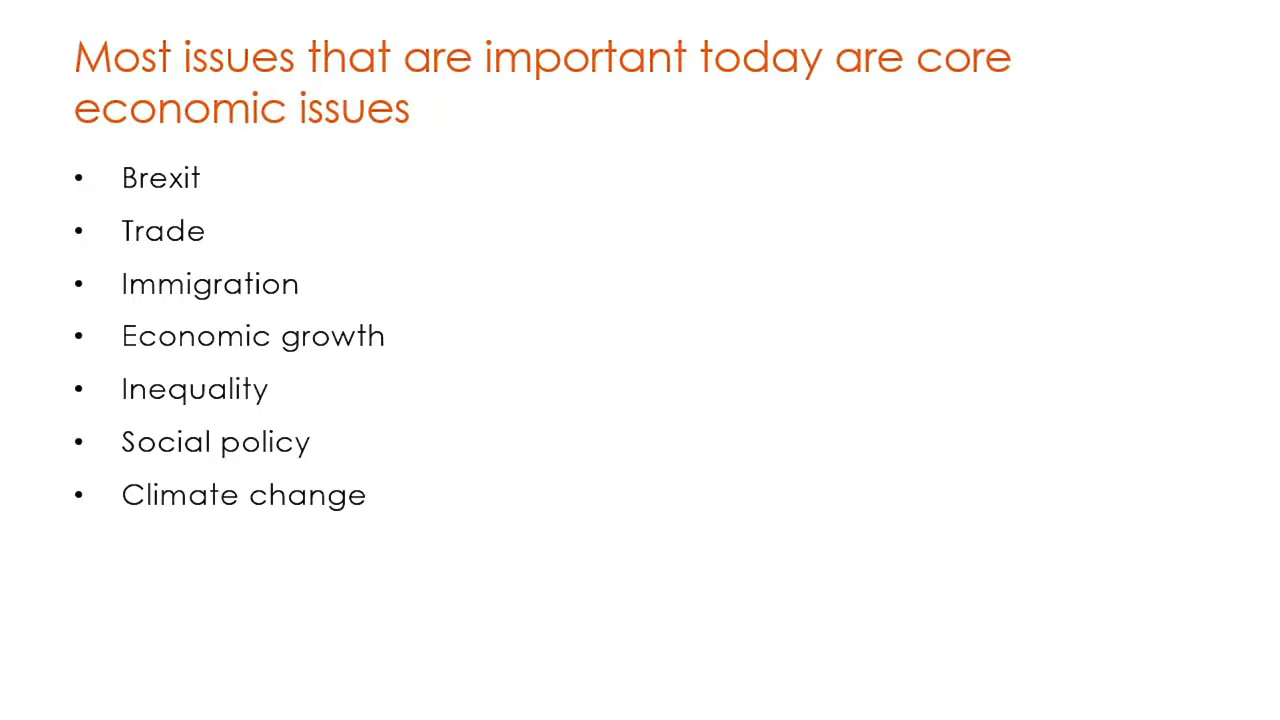 Most issues that are important today are core
economic issues
• Brexit
• Trade
• Immigration
• Economic growth
• Inequality
• Social policy
• Climate change